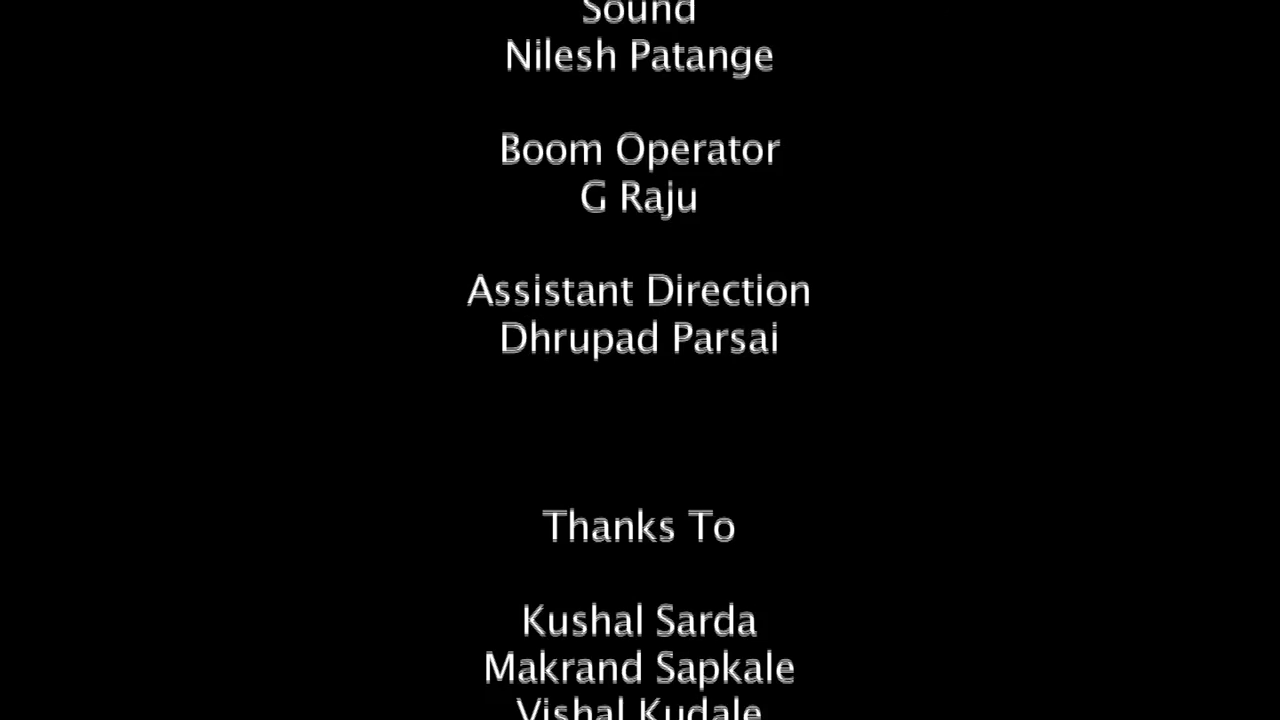 Sound
Nilesh Patange
Boom Operator
G Raju
Assistant Direction
Dhrupad Parsai
Thanks To
Kushal Sarda
Makrand Sapkale
Vishal Kudale